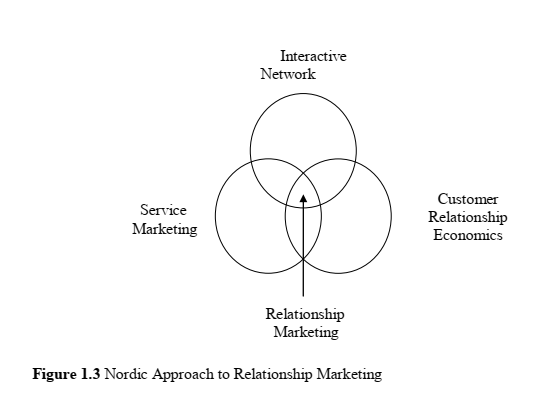 Interactive
Network
Service
Marketing
Customer
Relationship
Economics
Relationship
Marketing
Figure 1.3 Nordic Approach to Relationship Marketing